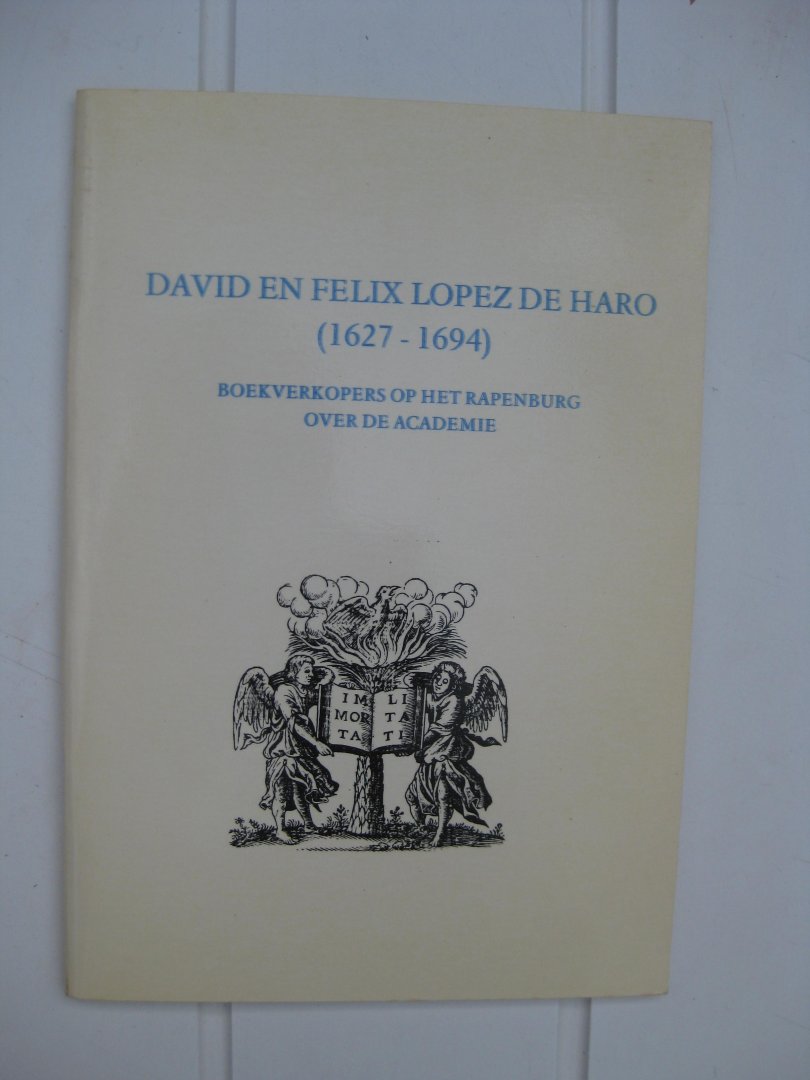 DAVID EN FELIX LOPEZ DE HARO
(1627 - 1694)
BOEKVERKOPERS OP HET RAPENBURG
OVER DE ACADEMIE
IM
MOR
TA
LI
TA
TI